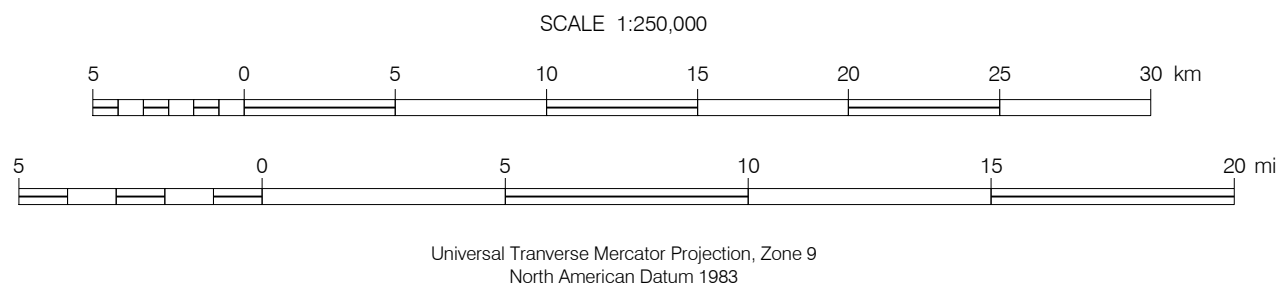 SCALE 1:250,000
5 0 5 10 15 20 25 30 km
5 0 5 10 15 20 mi
Universal Tranverse Mercator Projection, Zone 9
North American Datum 1983